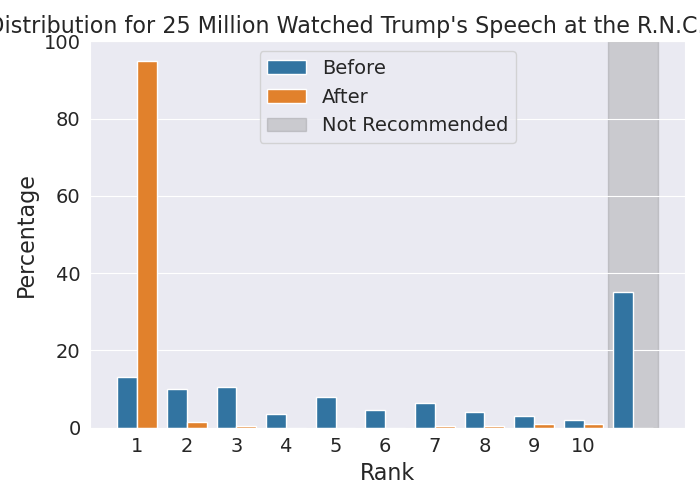 Distribution for 25 Million Watched Trump's Speech at the R.N.C.
100
80
60
40
20
0
Percentage
Before
After
Not Recommended
1 2 3 4 5 6 7 8 9 10
Rank